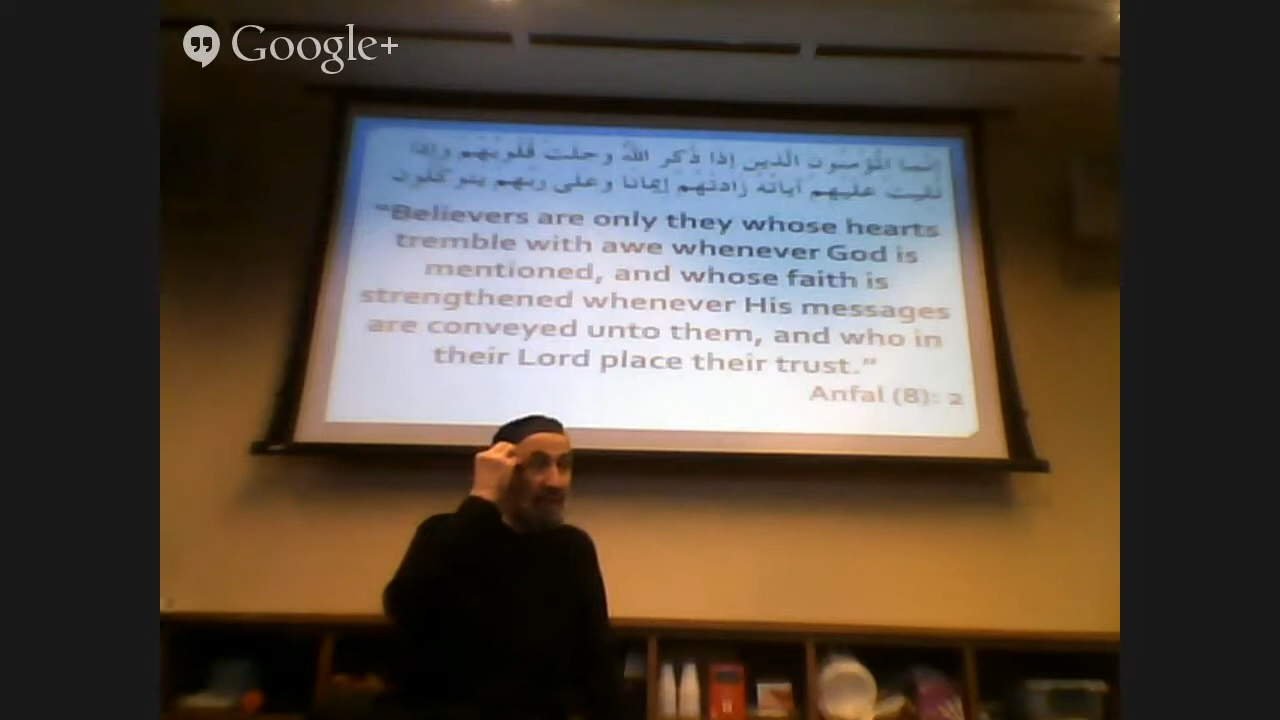 Google+
إنما المؤمنون الذين إذا ذكر الله وجلت قلوبهم وإذا
تليت عليهم آياته زادتهم إيمانا وعلى ربهم يتوكلون
“Believers are only they whose hearts
tremble with awe whenever God is
mentioned, and whose faith is
strengthened whenever His messages
are conveyed unto them, and who in
their Lord place their trust.”
Anfal (8): 2